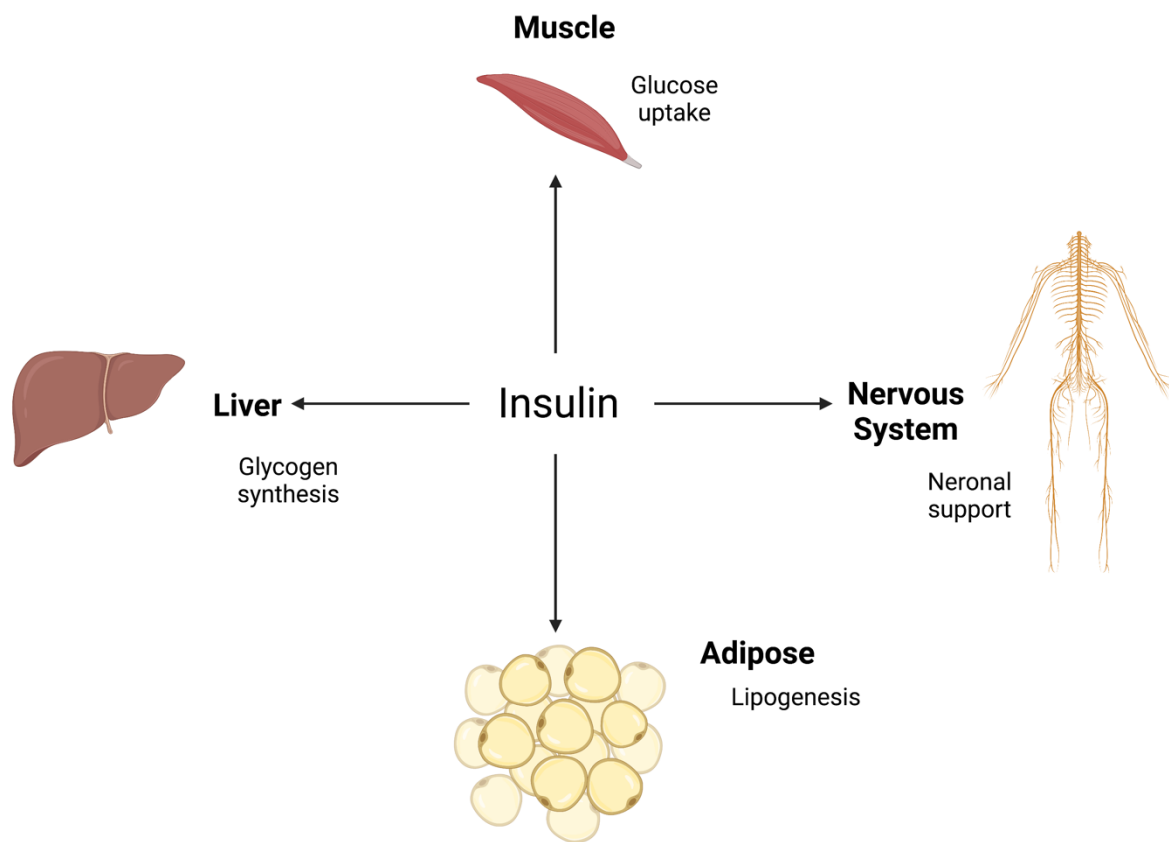 Muscle
Glucose
uptake
Liver
Insulin
Nervous
System
Glycogen
synthesis
Neronal
support
Adipose
Lipogenesis